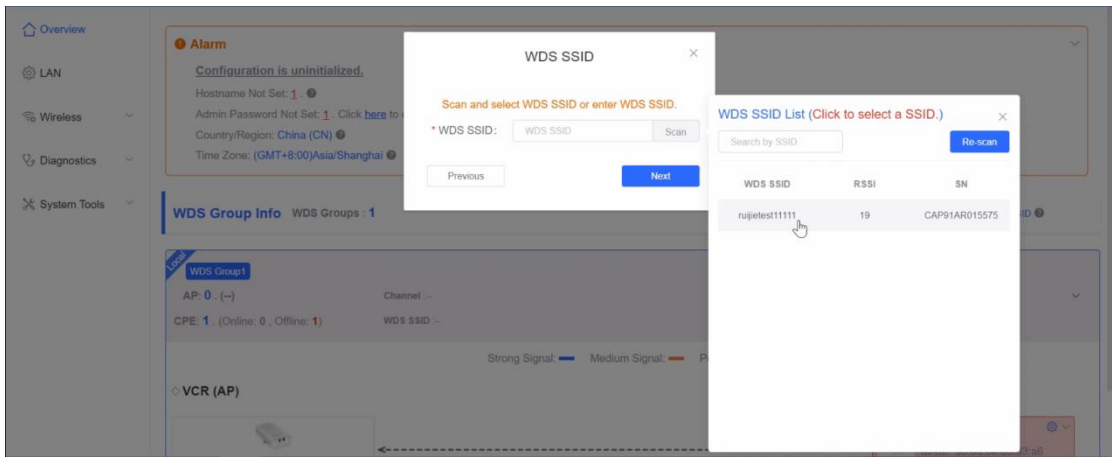 Overview
LAN
Wireless
Diagnostics
System Tools
Alarm
Configuration is uninitialized.
Hostname Not Set: 1 .
Admin Password Not Set: 1 . Click here to
Country/Region: China (CN)
Time Zone: (GMT+8:00)Asia/Shanghai
WDS Group Info WDS Groups : 1
Local
WDS Group1
AP: 0 . (--)
Channel :--
CPE: 1 . (Online: 0 , Offline: 1)
WDS SSID :--
Strong Signal:
Medium Signal:
VCR (AP)
WDS SSID
Scan and select WDS SSID or enter WDS SSID.
* WDS SSID:
WDS SSID
Scan
Previous
Next
WDS SSID List (Click to select a SSID.)
Search by SSID
Re-scan
WDS SSID RSSI SN
ruijietest11111 19 CAP91AR015575